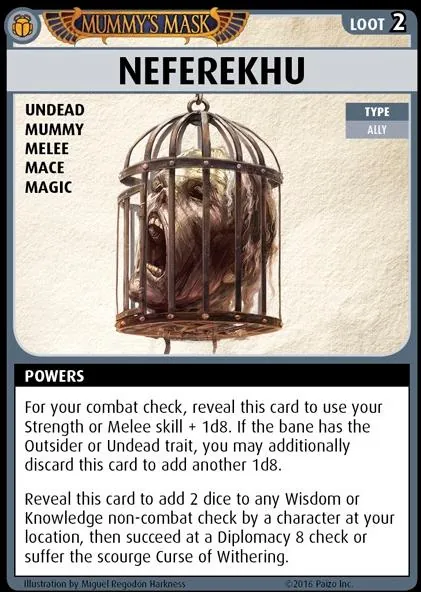 MUMMY'S MASK
LOOT 2
NEFEREKHU
UNDEAD
MUMMY
MELEE
MACE
MAGIC
TYPE
ALLY
POWERS
For your combat check, reveal this card to use your
Strength or Melee skill + 1d8. If the bane has the
Outsider or Undead trait, you may additionally
discard this card to add another 1d8.
Reveal this card to add 2 dice to any Wisdom or
Knowledge non-combat check by a character at your
location, then succeed at a Diplomacy 8 check or
suffer the scourge Curse of Withering.
Illustration by Miguel Regodón Harkness
©2016 Paizo Inc.